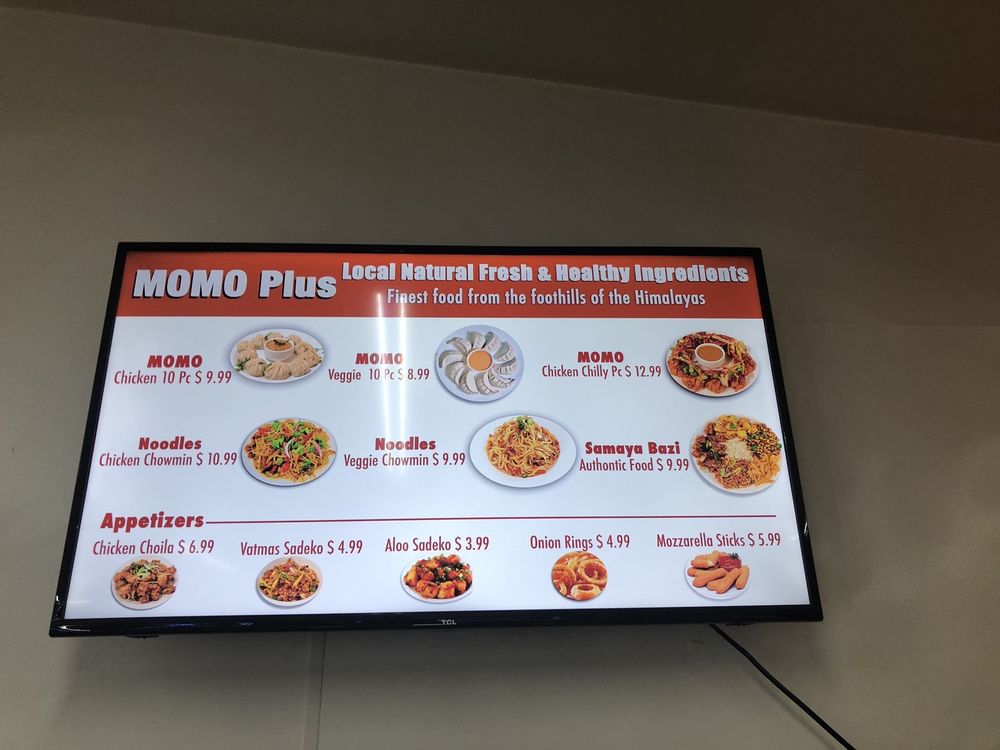 MOMO Plus
Local Natural Fresh & Healthy Ingredients
Finest food from the foothills of the Himalayas
MOMO
Chicken 10 Pc $ 9.99
MOMO
Veggie 10 Pc $ 8.99
MOMO
Chicken Chilly Pc $ 12.99
Noodles
Chicken Chowmin $ 10.99
Noodles
Veggie Chowmin $ 9.99
Samaya Bazi
Authontic Food $ 9.99
Appetizers
Chicken Choila $ 6.99
Vatmas Sadeko $ 4.99
Aloo Sadeko $ 3.99
Onion Rings $ 4.99
Mozzarella Sticks $ 5.99
TCL